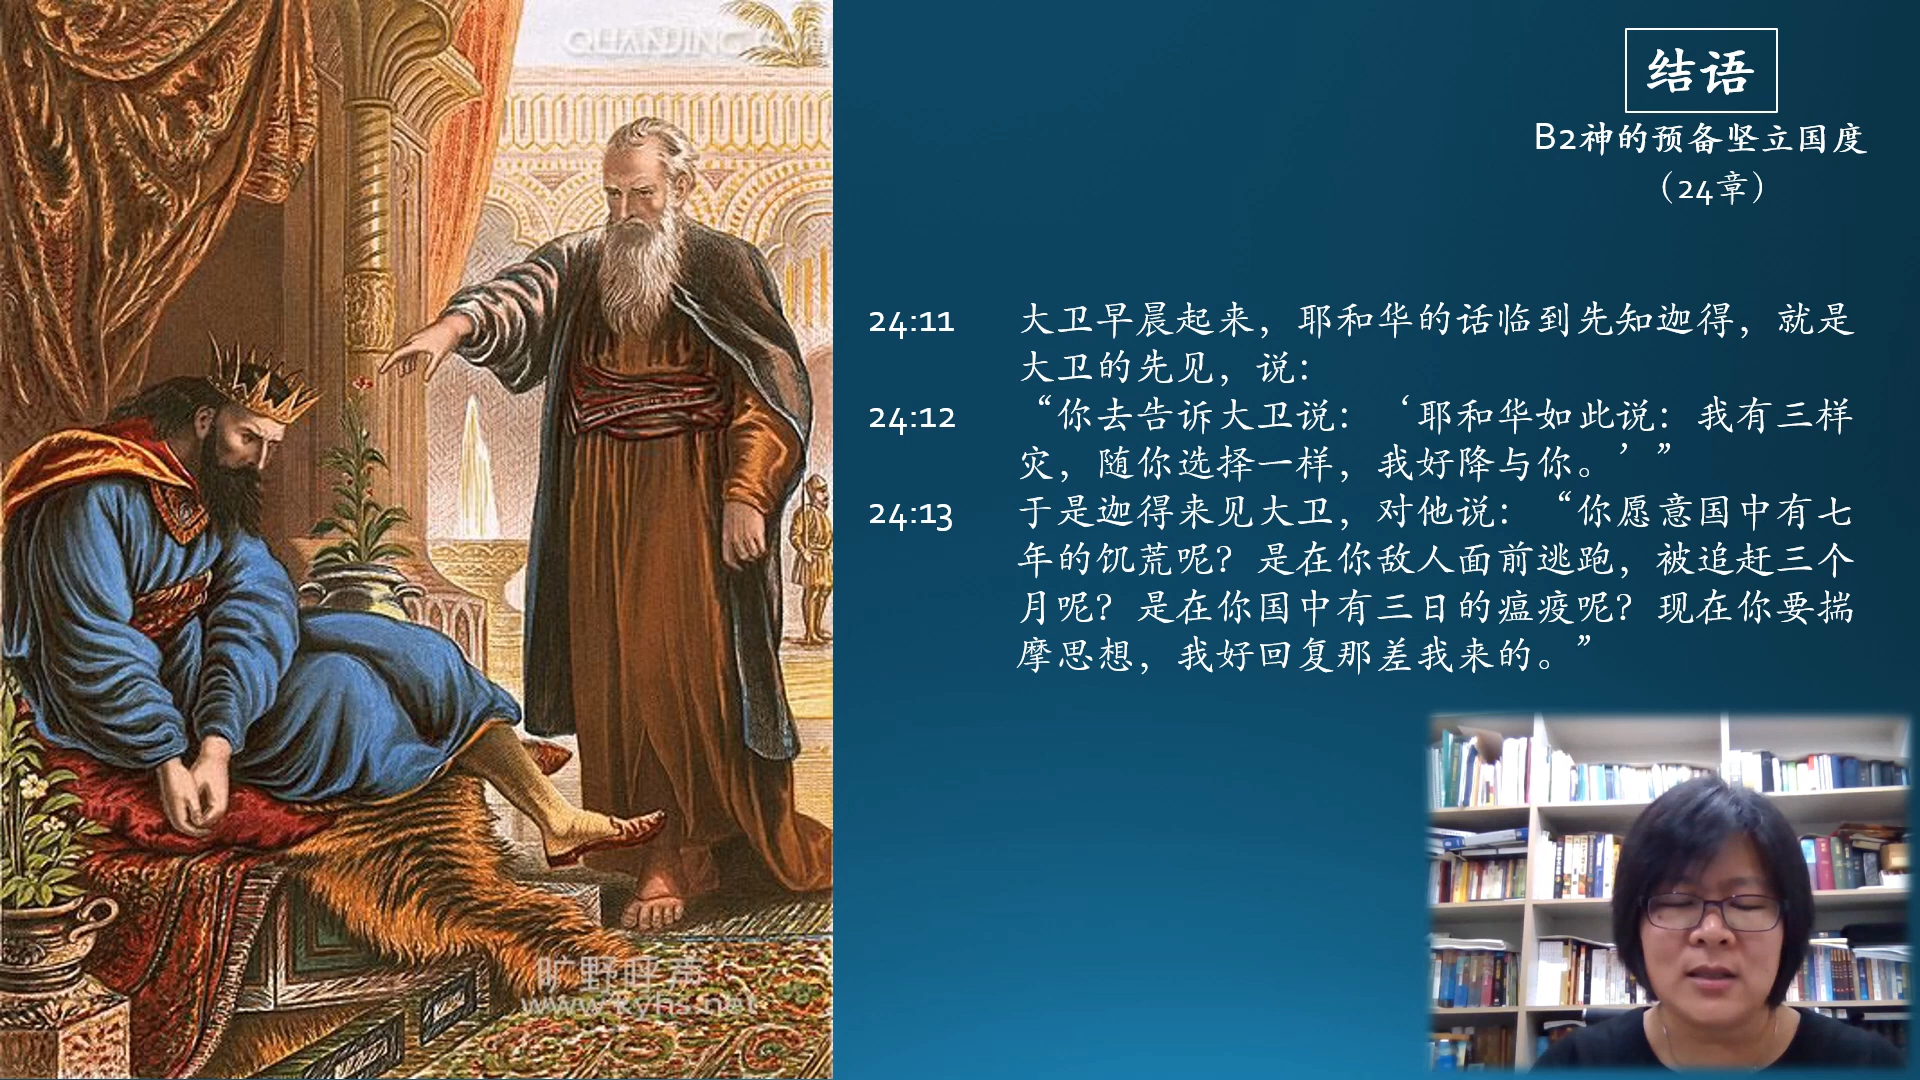 QUANJING
结语
B2神的预备坚立国度
（24章）
24:11 大卫早晨起来，耶和华的话临到先知迦得，就是
大卫的先见，说：
24:12 “你去告诉大卫说：‘耶和华如此说：我有三样
灾，随你选择一样，我好降与你。’”
24:13 于是迦得来见大卫，对他说：“你愿意国中有七
年的饥荒呢？是在你敌人面前逃跑，被追赶三个
月呢？是在你国中有三日的瘟疫呢？现在你要揣
摩思想，我好回复那差我来的。”
旷野呼声
www.kyhs.net